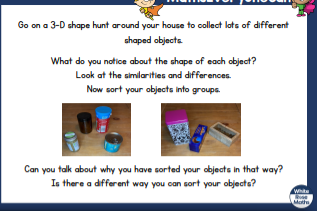 Go on a 3-D shape hunt around your house to collect lots of different
shaped objects.
What do you notice about the shape of each object?
Look at the similarities and differences.
Now sort your objects into groups.
Can you talk about why you have sorted your objects in that way?
Is there a different way you can sort your objects?
White
Rose
Maths